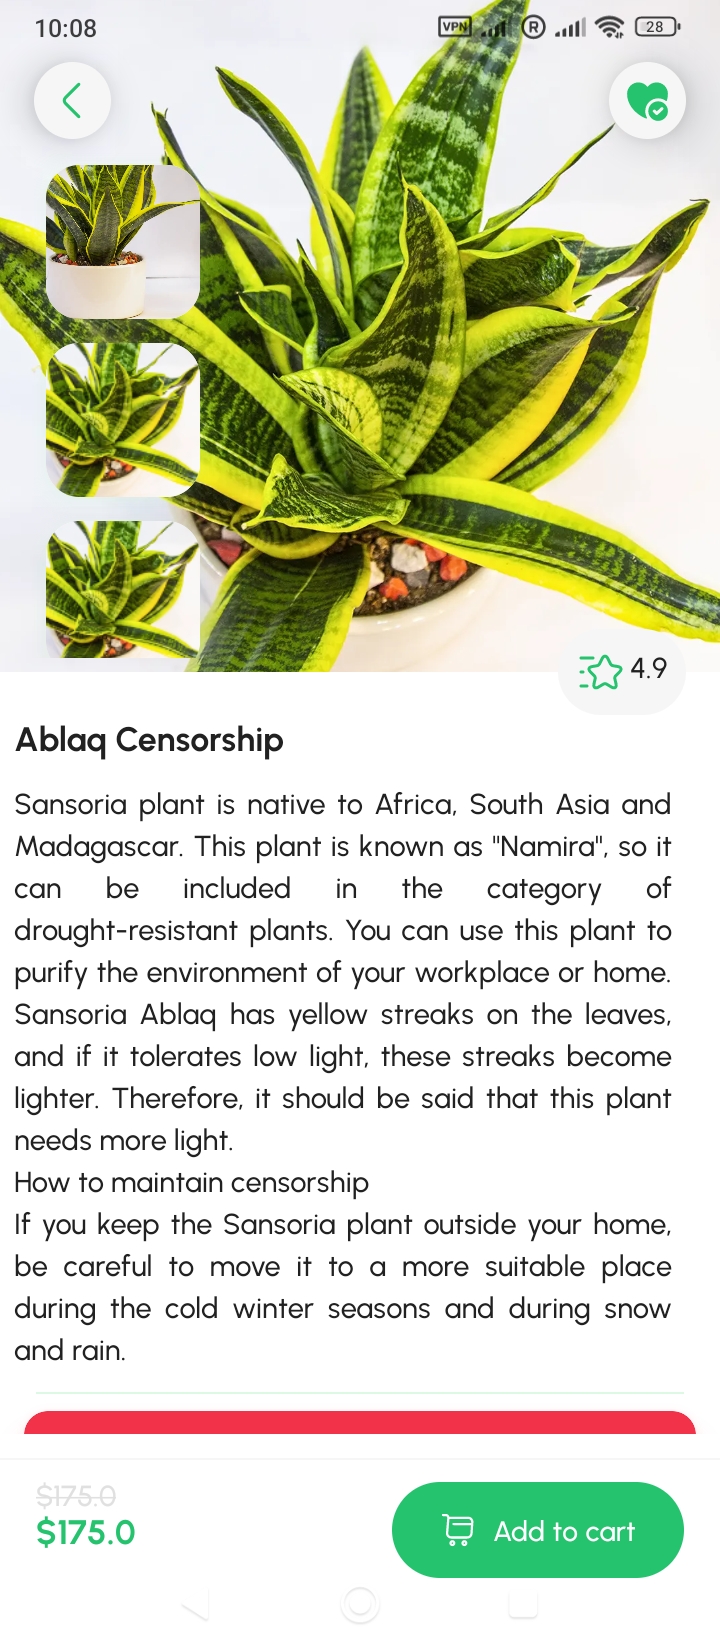 10:08
VPN
R
28
4.9
Ablaq Censorship
Sansoria plant is native to Africa, South Asia and
Madagascar. This plant is known as "Namira", so it
can be included in the category of
drought-resistant plants. You can use this plant to
purify the environment of your workplace or home.
Sansoria Ablaq has yellow streaks on the leaves,
and if it tolerates low light, these streaks become
lighter. Therefore, it should be said that this plant
needs more light.
How to maintain censorship
If you keep the Sansoria plant outside your home,
be careful to move it to a more suitable place
during the cold winter seasons and during snow
and rain.
$175.0
$175.0
Add to cart